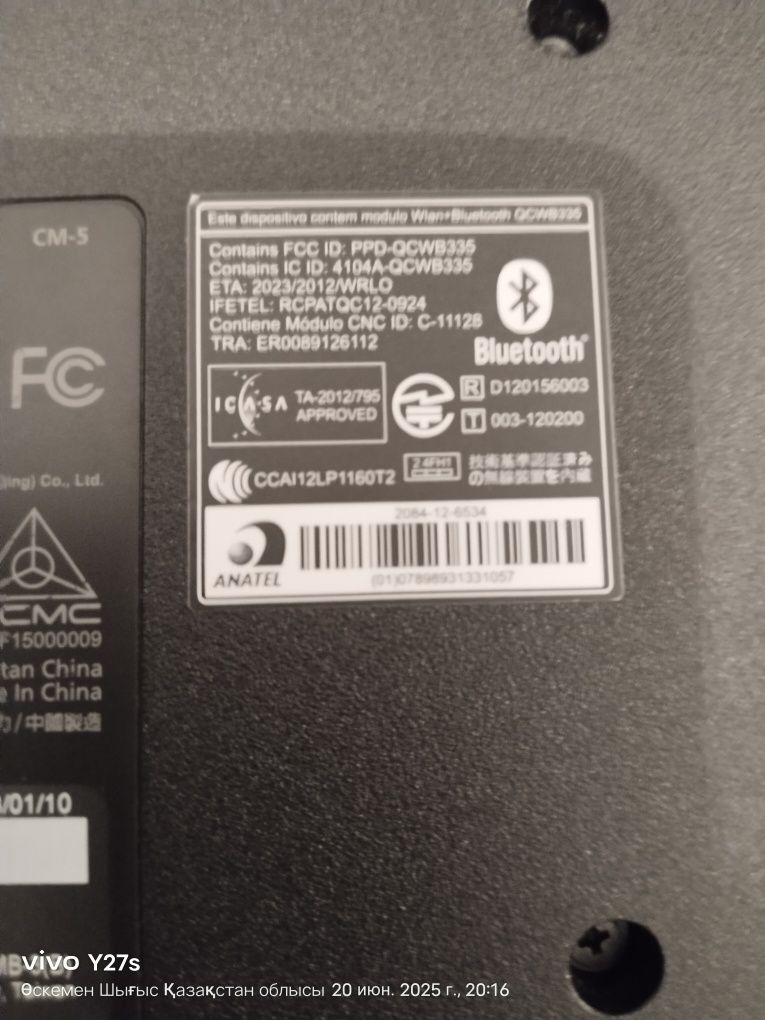 Este dispositivo contem modulo Wlan+Bluetooth QCWB335
Contains FCC ID: PPD-QCWB335
Contains IC ID: 4104A-QCWB335
ETA: 2023/2012/WRLO
IFETEL: RCPATQC12-0924
Contiene Módulo CNC ID: C-11128
TRA: ER0089126112
Bluetooth
ICASA TA-2012/795
APPROVED
R D120156003
T 003-120200
CCAI12LP1160T2
2.4FH1
技術基準認証済み
の無線装置を内蔵
2084-12-6534
ANATEL
(01)07898931331057
CM-5
FC
jing) Co., Ltd.
CMC
15000009
tan China
In China
/中國製造
/01/10
vivo Y27s
Өскемен Шығыс Қазақстан облысы 20 июн. 2025 г., 20:16